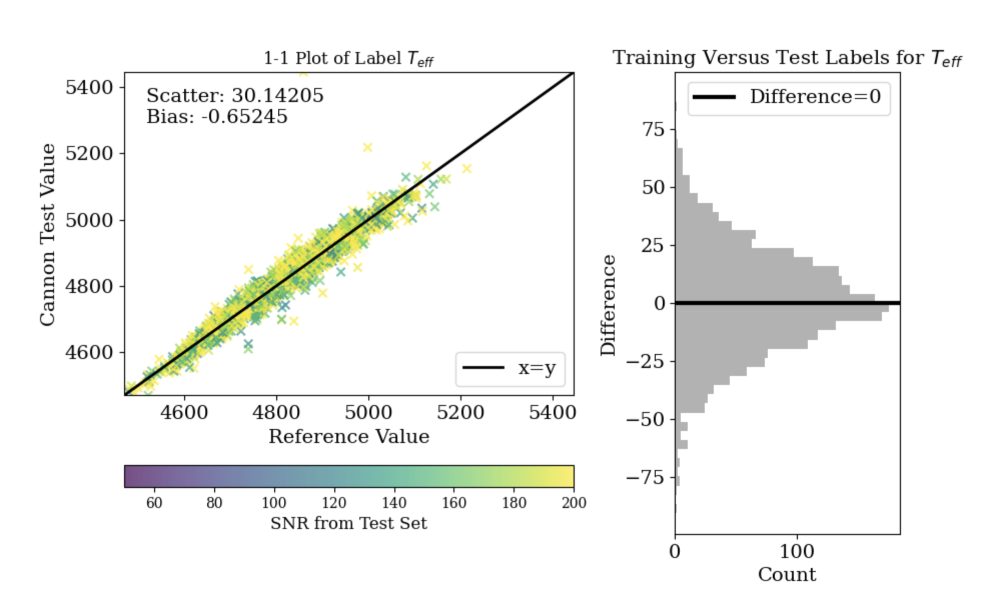 1-1 Plot of Label T_eff
Scatter: 30.14205
Bias: -0.65245
5400
5200
5000
4800
4600
Cannon Test Value
x=y
4600 4800 5000 5200 5400
Reference Value
60 80 100 120 140 160 180 200
SNR from Test Set
Training Versus Test Labels for T_eff
Difference=0
75
50
25
0
−25
−50
−75
Difference
0 100
Count